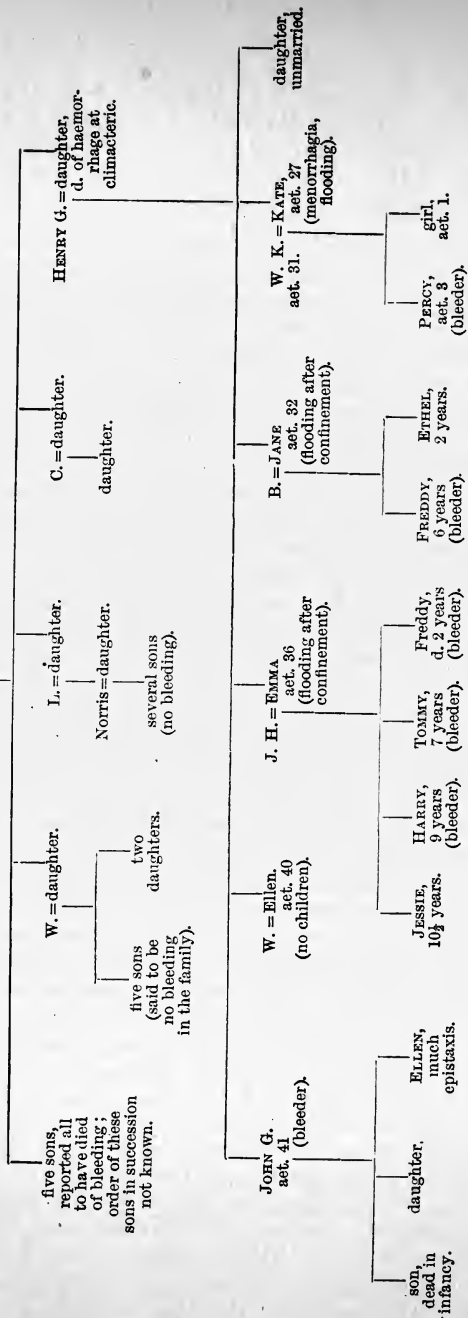 five sons,
reported all
to have died
of bleeding;
order of these
sons in succession
not known.
W. = daughter.
five sons
(said to be
no bleeding
in the family).
two
daughters.
L. = daughter.
Norris = daughter.
several sons
(no bleeding).
C. = daughter.
daughter.
HENRY G. = daughter,
d. of haemor-
rhage at
climacteric.
JOHN G.
aet. 41
(bleeder).
son,
dead in
infancy.
daughter.
ELLEN,
much
epistaxis.
W. = Ellen.
aet. 40
(no children).
J. H. = EMMA
aet. 36
(flooding after
confinement).
JESSIE,
10½ years.
HARRY,
9 years
(bleeder).
TOMMY,
7 years
(bleeder).
Freddy,
d. 2 years
(bleeder).
B. = JANE
aet. 32
(flooding after
confinement).
FREDDY,
6 years
(bleeder).
ETHEL,
2 years.
W. K. = KATE,
aet. 31. aet. 27
(menorrhagia,
flooding).
PERCY,
aet. 3
(bleeder).
girl,
aet. 1.
daughter,
unmarried.